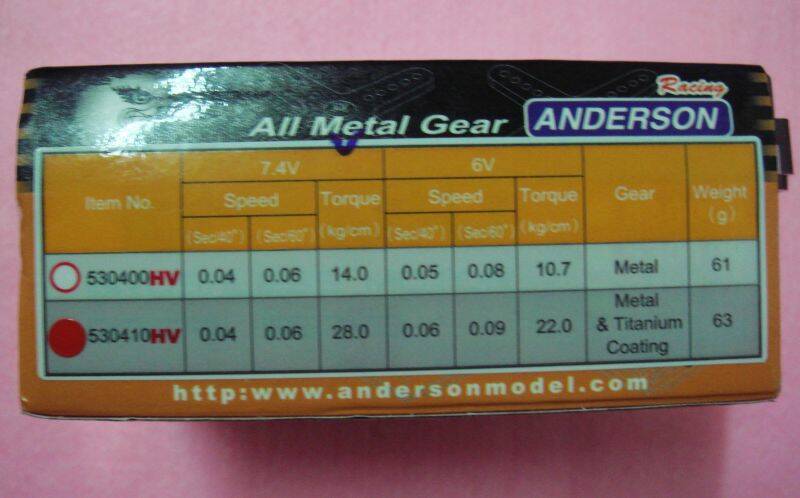 Racing
All Metal Gear ANDERSON
7.4V 6V
Item No. Speed Torque Speed Torque Gear Weight
(Sec/40°) (Sec/60°) (kg/cm) (Sec/40°) (Sec/60°) (kg/cm) (g)
530400HV 0.04 0.06 14.0 0.05 0.08 10.7 Metal 61
530410HV 0.04 0.06 28.0 0.06 0.09 22.0 Metal & Titanium Coating 63
http:www.andersonmodel.com